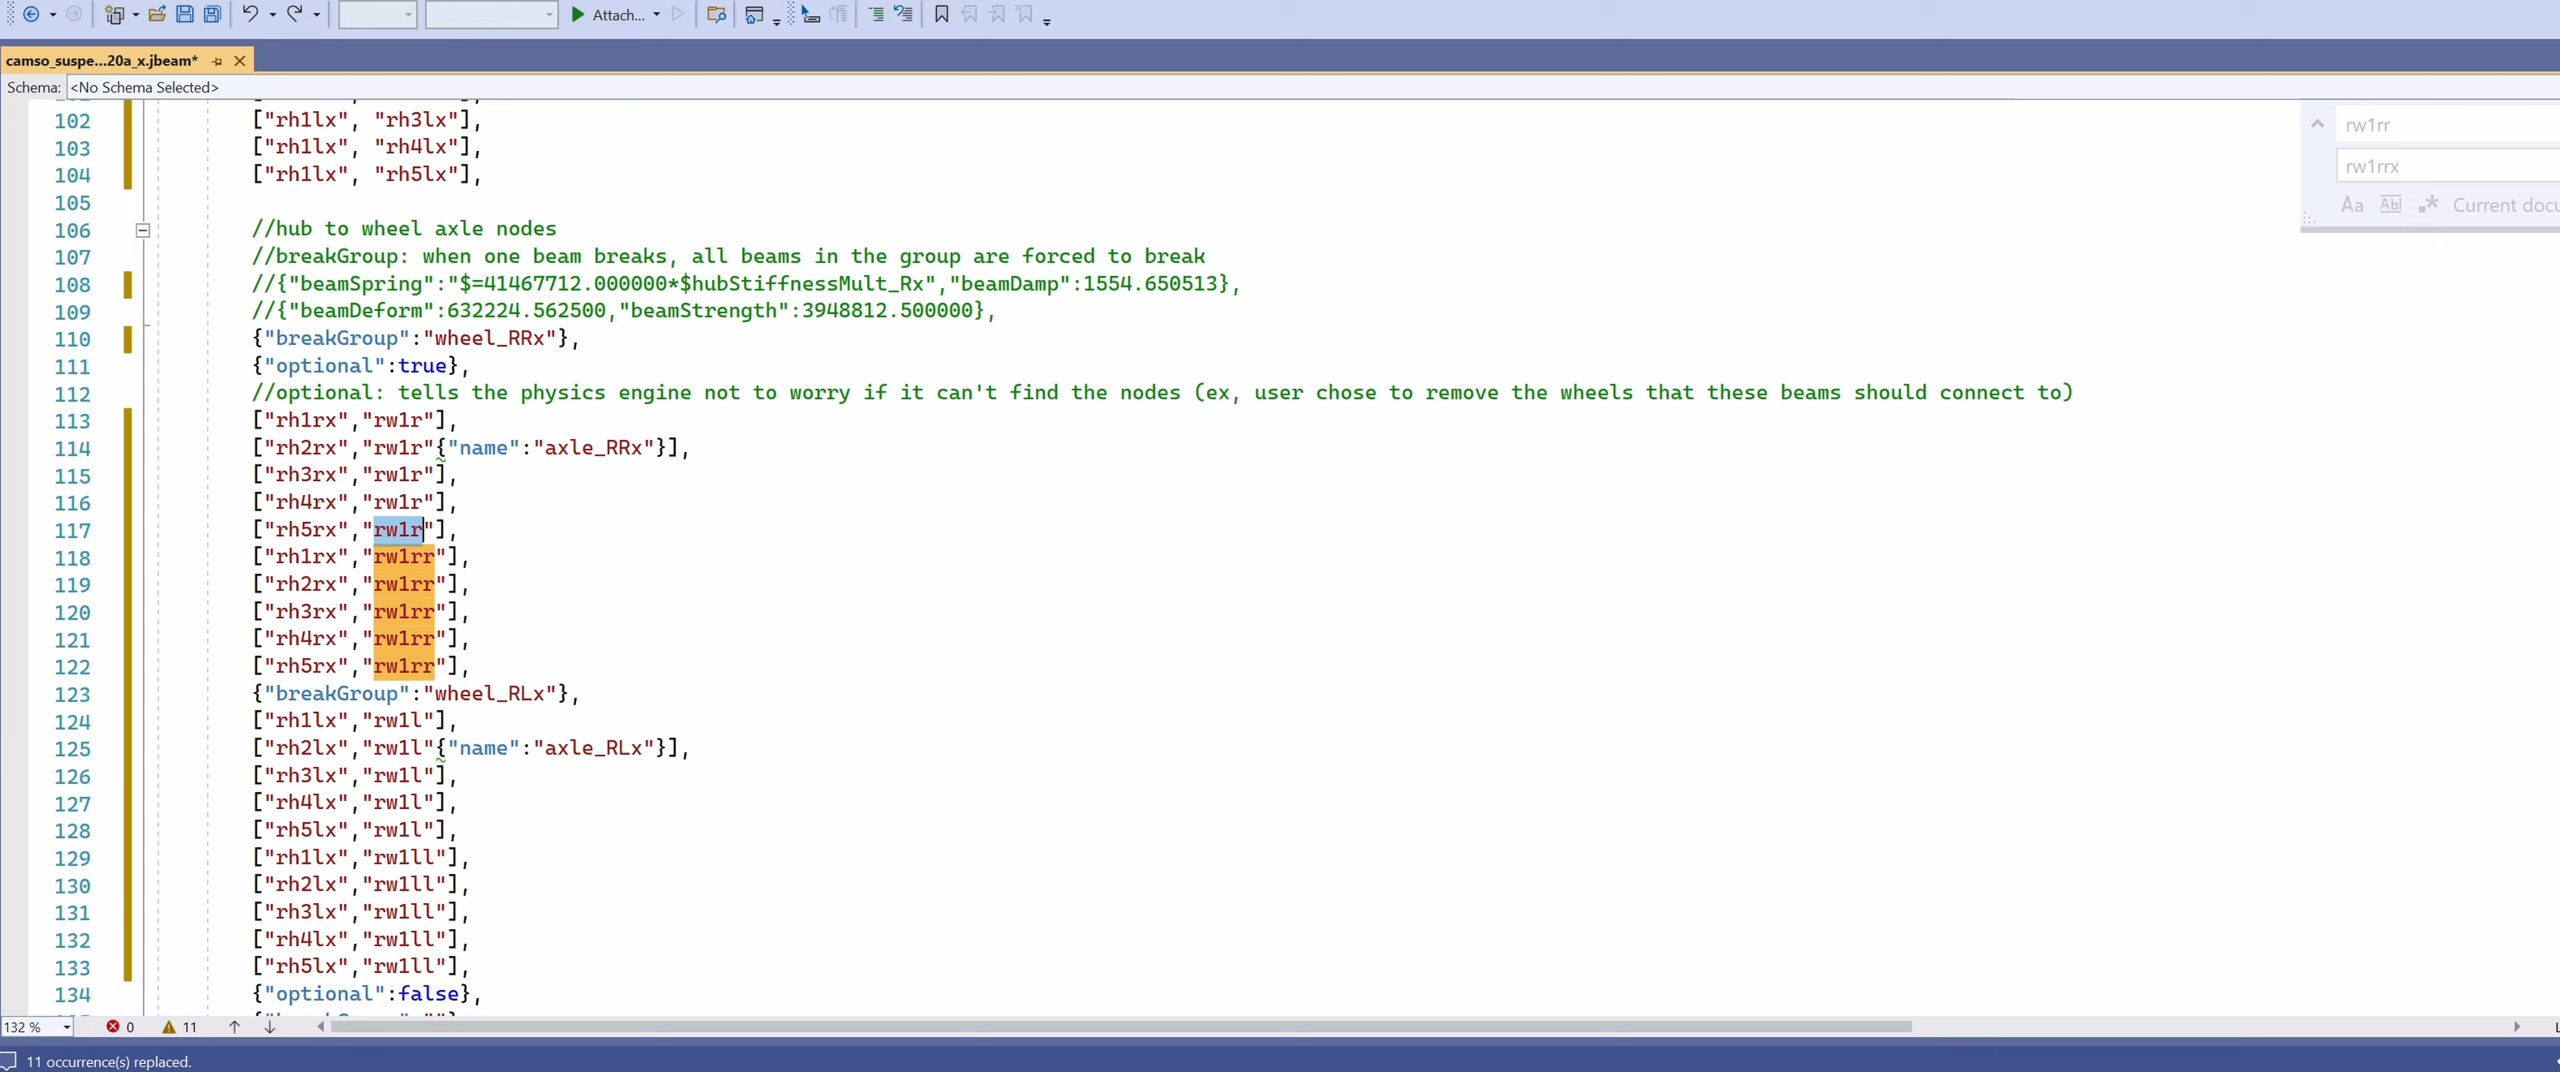 Attach...
camso_suspe...20a_x.jbeam*
Schema: <No Schema Selected>
rw1rr
rw1rrx
Aa Abl .* Current docu
102 ["rh1lx", "rh3lx"],
103 ["rh1lx", "rh4lx"],
104 ["rh1lx", "rh5lx"],
105
106 //hub to wheel axle nodes
107 //breakGroup: when one beam breaks, all beams in the group are forced to break
108 //{"beamSpring":"$=41467712.000000*$hubStiffnessMult_Rx","beamDamp":1554.650513},
109 //{"beamDeform":632224.562500,"beamStrength":3948812.500000},
110 {"breakGroup":"wheel_RRx"},
111 {"optional":true},
112 //optional: tells the physics engine not to worry if it can't find the nodes (ex, user chose to remove the wheels that these beams should connect to)
113 ["rh1rx","rw1r"],
114 ["rh2rx","rw1r"{"name":"axle_RRx"}],
115 ["rh3rx","rw1r"],
116 ["rh4rx","rw1r"],
117 ["rh5rx","rw1r"],
118 ["rh1rx","rw1rr"],
119 ["rh2rx","rw1rr"],
120 ["rh3rx","rw1rr"],
121 ["rh4rx","rw1rr"],
122 ["rh5rx","rw1rr"],
123 {"breakGroup":"wheel_RLx"},
124 ["rh1lx","rw1l"],
125 ["rh2lx","rw1l"{"name":"axle_RLx"}],
126 ["rh3lx","rw1l"],
127 ["rh4lx","rw1l"],
128 ["rh5lx","rw1l"],
129 ["rh1lx","rw1ll"],
130 ["rh2lx","rw1ll"],
131 ["rh3lx","rw1ll"],
132 ["rh4lx","rw1ll"],
133 ["rh5lx","rw1ll"],
134 {"optional":false},
132 % 0 11
11 occurrence(s) replaced.